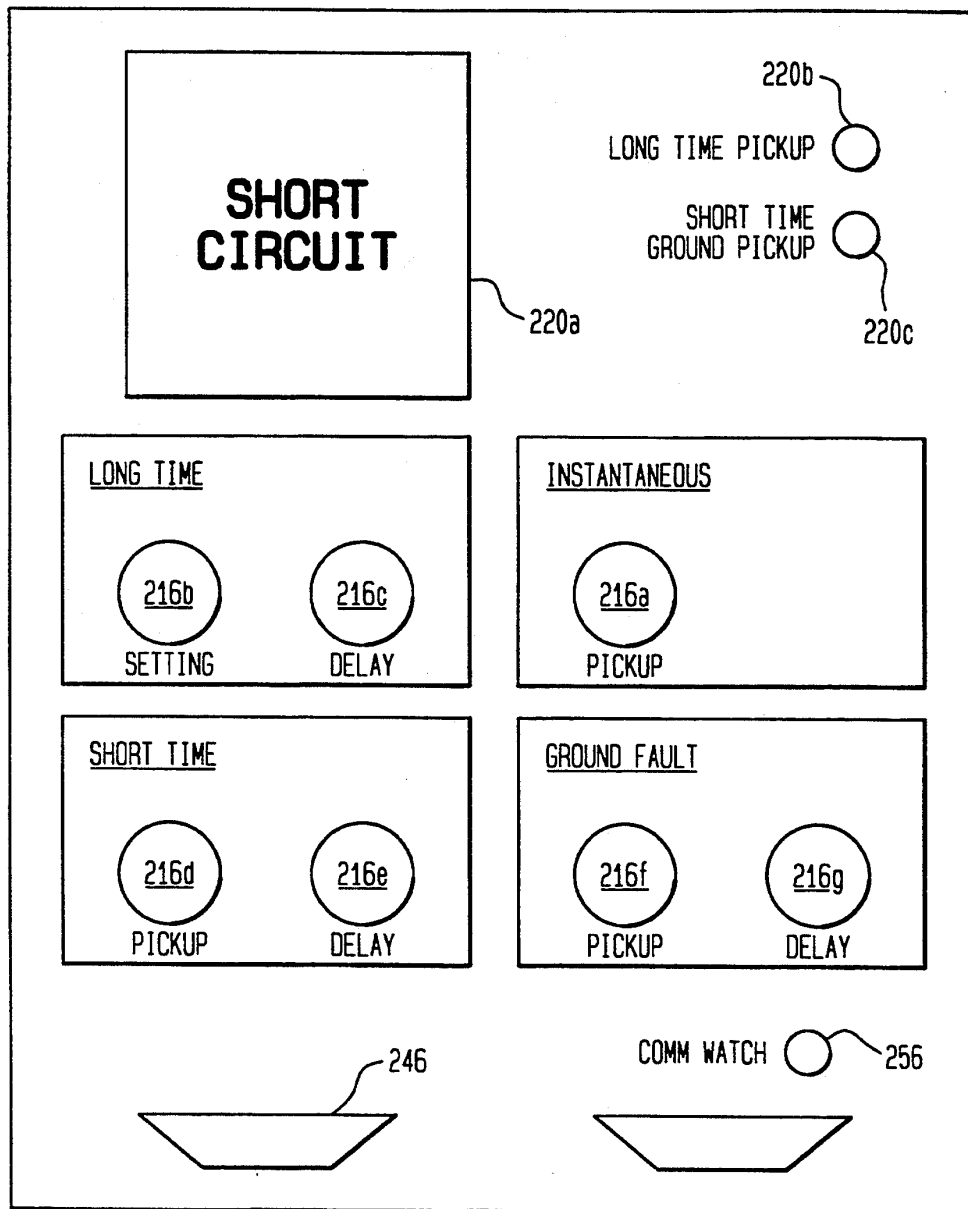 220b
LONG TIME PICKUP
SHORT
CIRCUIT
SHORT TIME
GROUND PICKUP
220a
220c
LONG TIME
216b
216c
SETTING
DELAY
INSTANTANEOUS
216a
PICKUP
SHORT TIME
216d
216e
PICKUP
DELAY
GROUND FAULT
216f
216g
PICKUP
DELAY
COMM WATCH
256
246